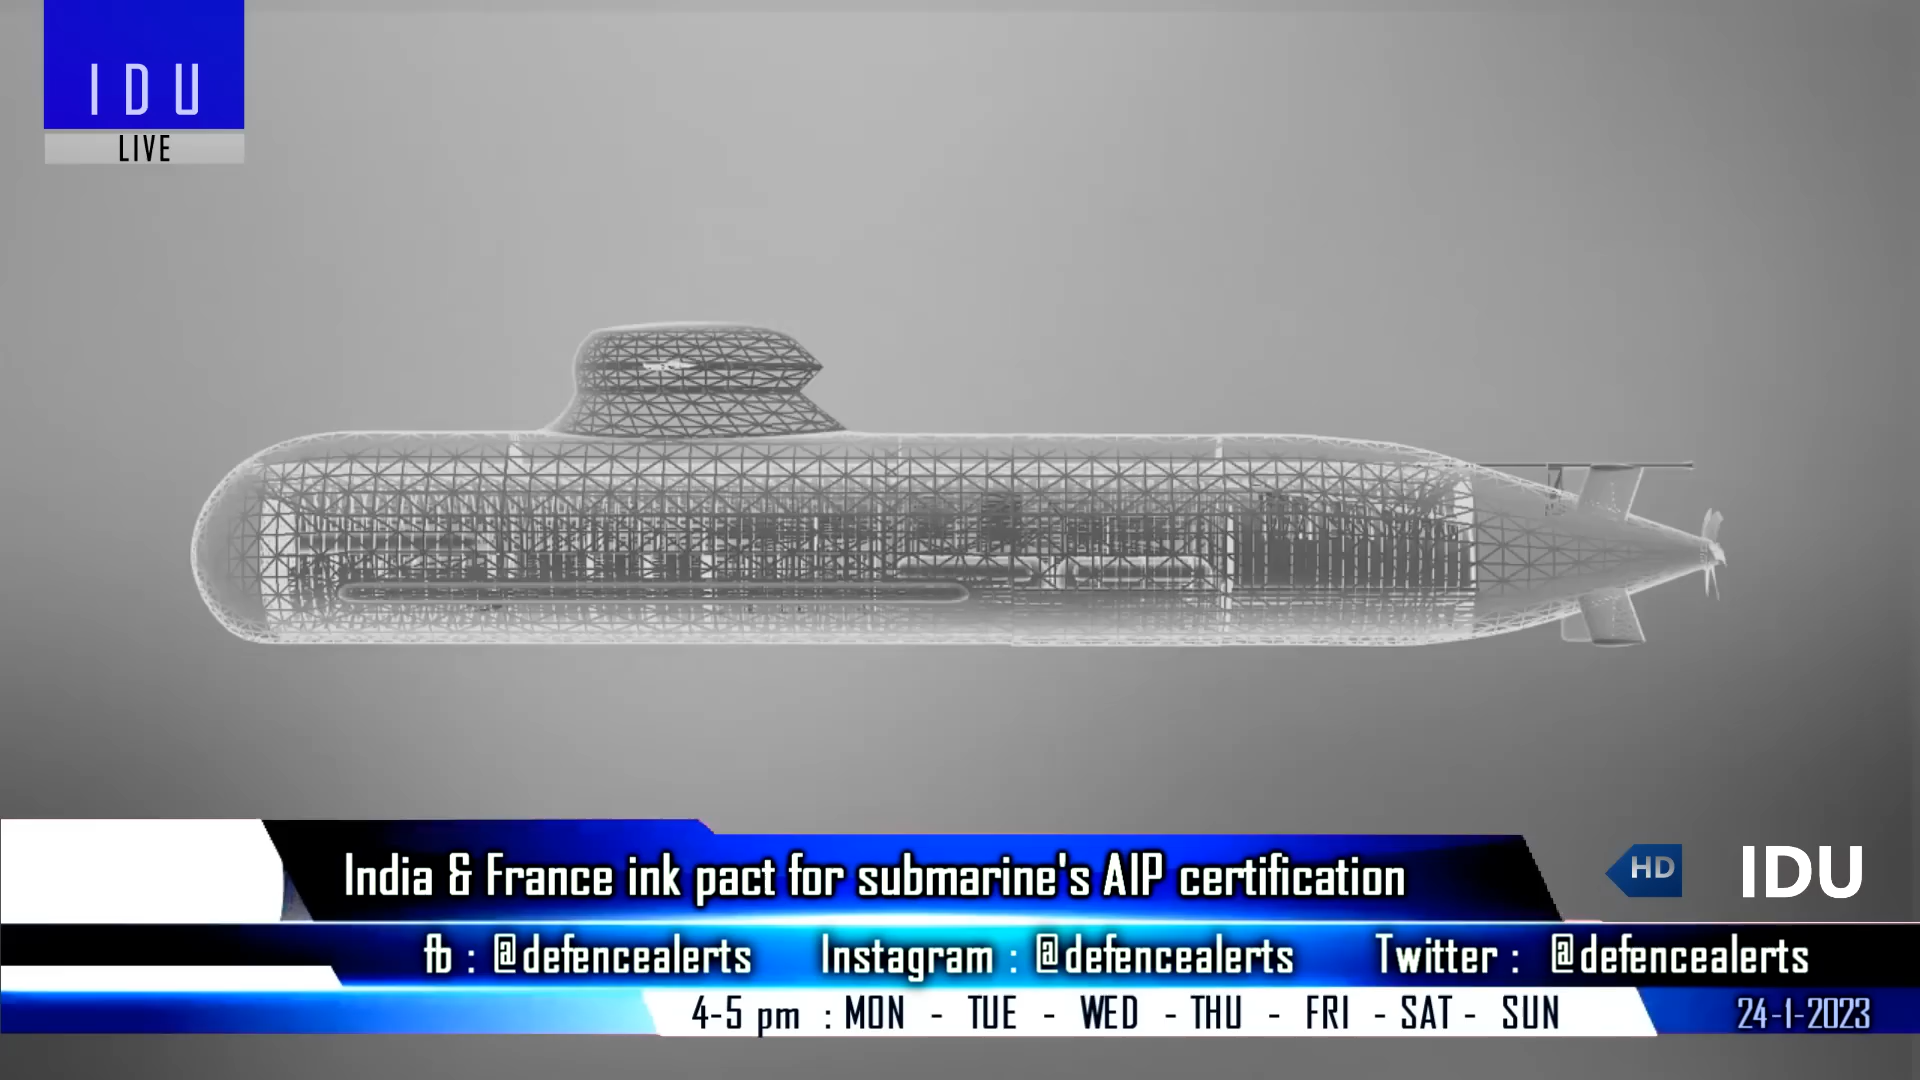 IDU
LIVE
India & France ink pact for submarine's AIP certification
HD
IDU
fb : @defencealerts Instagram : @defencealerts Twitter : @defencealerts
4-5 pm : MON - TUE - WED - THU - FRI - SAT - SUN
24-1-2023